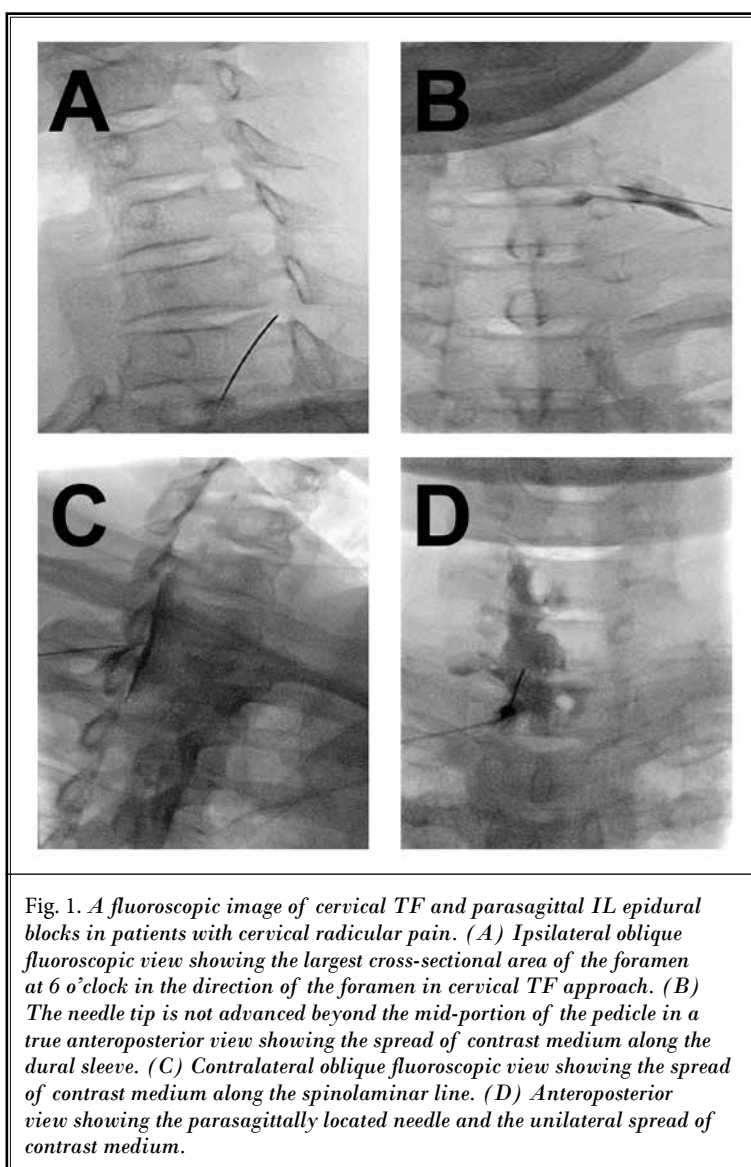 A
B
C
D
Fig. 1. A fluoroscopic image of cervical TF and parasagittal IL epidural
blocks in patients with cervical radicular pain. (A) Ipsilateral oblique
fluoroscopic view showing the largest cross-sectional area of the foramen
at 6 o'clock in the direction of the foramen in cervical TF approach. (B)
The needle tip is not advanced beyond the mid-portion of the pedicle in a
true anteroposterior view showing the spread of contrast medium along the
dural sleeve. (C) Contralateral oblique fluoroscopic view showing the spread
of contrast medium along the spinolaminar line. (D) Anteroposterior
view showing the parasagittally located needle and the unilateral spread of
contrast medium.